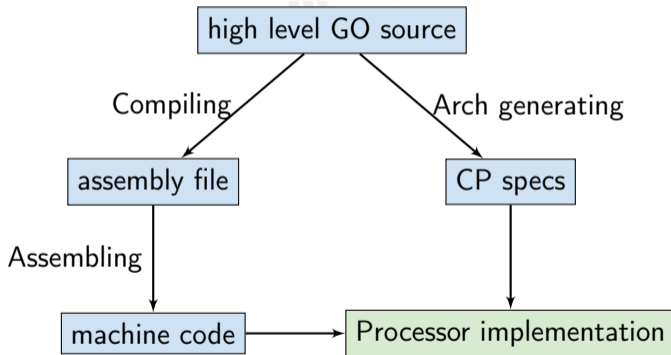 high level GO source
Compiling
Arch generating
assembly file
CP specs
Assembling
machine code
Processor implementation